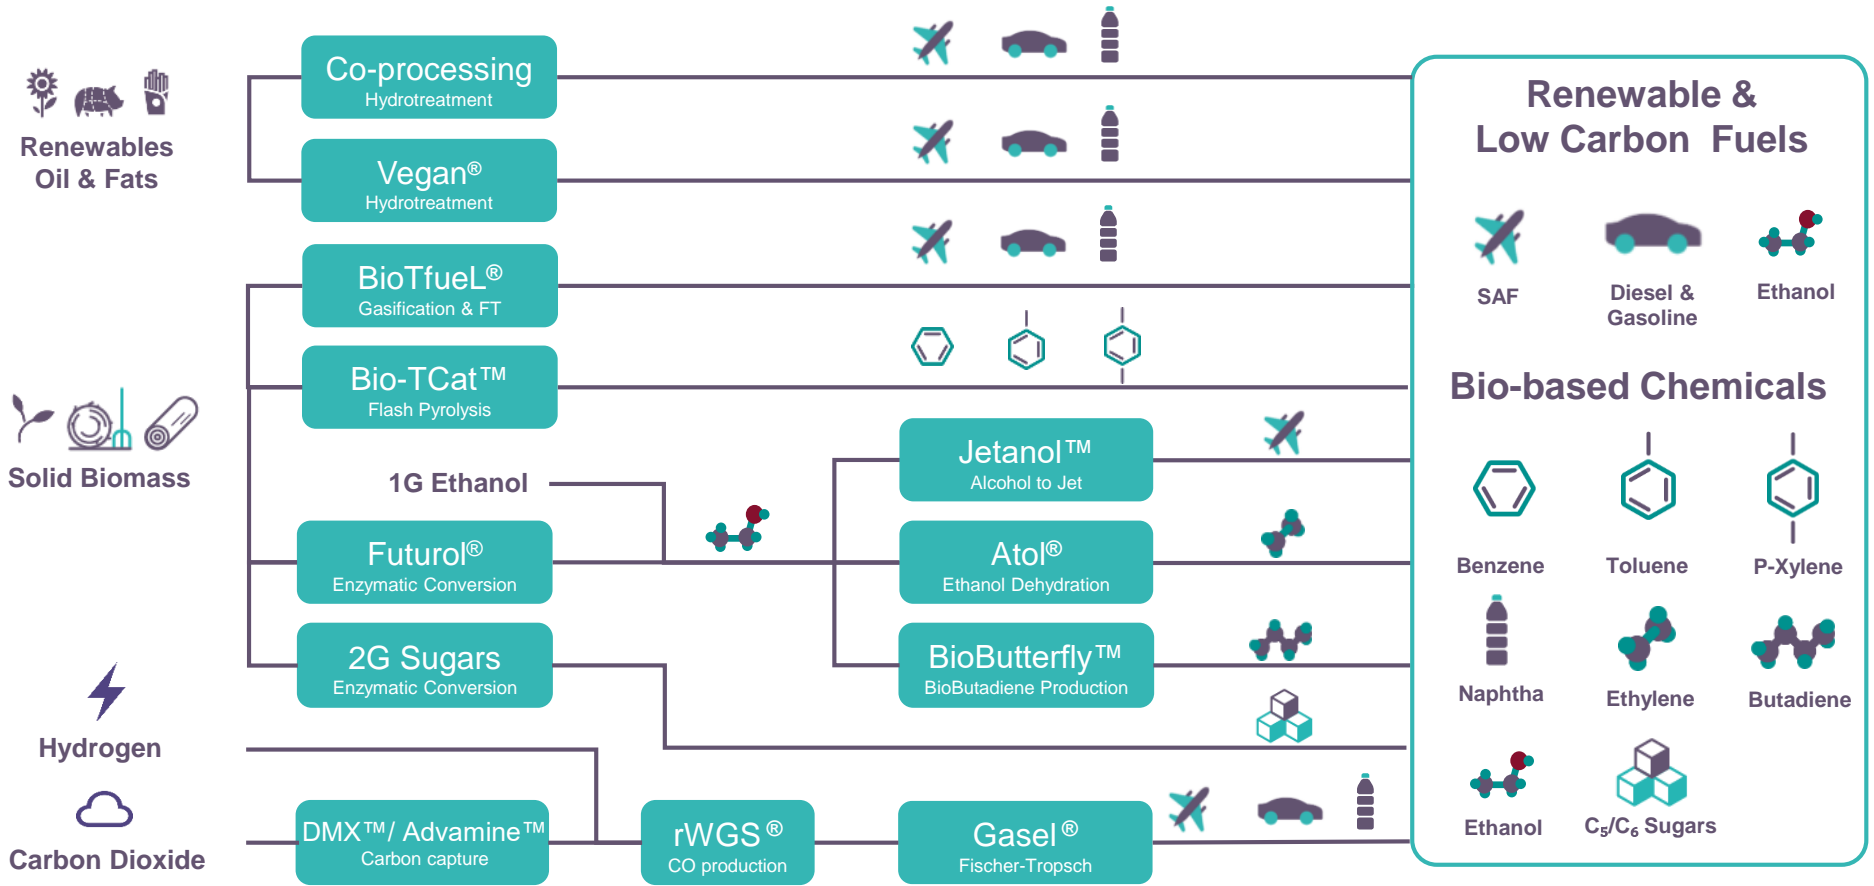 Renewables
Oil & Fats
Solid Biomass
Hydrogen
Carbon Dioxide
Co-processing
Hydrotreatment
Vegan®
Hydrotreatment
BioTfueL®
Gasification & FT
Bio-TCat™
Flash Pyrolysis
1G Ethanol
Futurol®
Enzymatic Conversion
2G Sugars
Enzymatic Conversion
DMX™/ Advamine™
Carbon capture
rWGS®
CO production
Jetanol™
Alcohol to Jet
Atol®
Ethanol Dehydration
BioButterfly™
BioButadiene Production
Gasel®
Fischer-Tropsch
Renewable &
Low Carbon Fuels
SAF
Diesel &
Gasoline
Ethanol
Bio-based Chemicals
Benzene
Toluene
P-Xylene
Naphtha
Ethylene
Butadiene
Ethanol
C₅/C₆ Sugars